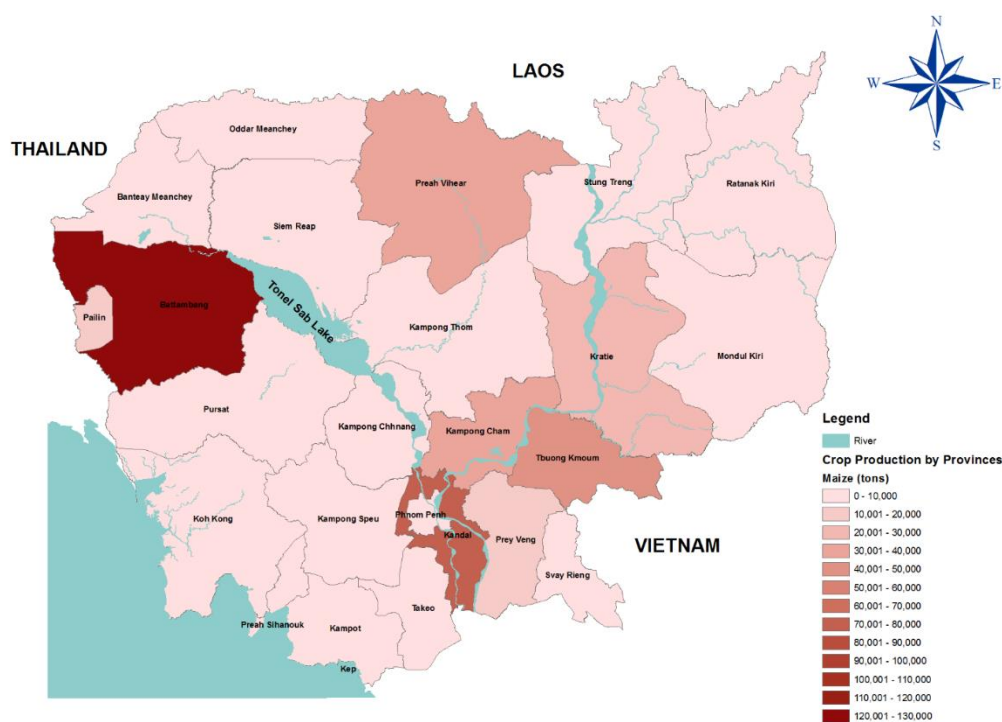 N
W
E
S
LAOS
THAILAND
Oddar Meanchey
Preah Vihear
Stung Treng
Ratanak Kiri
Banteay Meanchey
Siem Reap
Battambang
Tonel Sab Lake
Pailin
Kampong Thom
Kratie
Mondul Kiri
Pursat
Kampong Chhnang
Kampong Cham
Tbuong Kmoum
Koh Kong
Kampong Speu
Phnom Penh
Kandal
Prey Veng
VIETNAM
Svay Rieng
Takeo
Preah Sihanouk
Kampot
Kep
Legend
River
Crop Production by Provinces
Maize (tons)
0 - 10,000
10,001 - 20,000
20,001 - 30,000
30,001 - 40,000
40,001 - 50,000
50,001 - 60,000
60,001 - 70,000
70,001 - 80,000
80,001 - 90,000
90,001 - 100,000
100,001 - 110,000
110,001 - 120,000
120,001 - 130,000